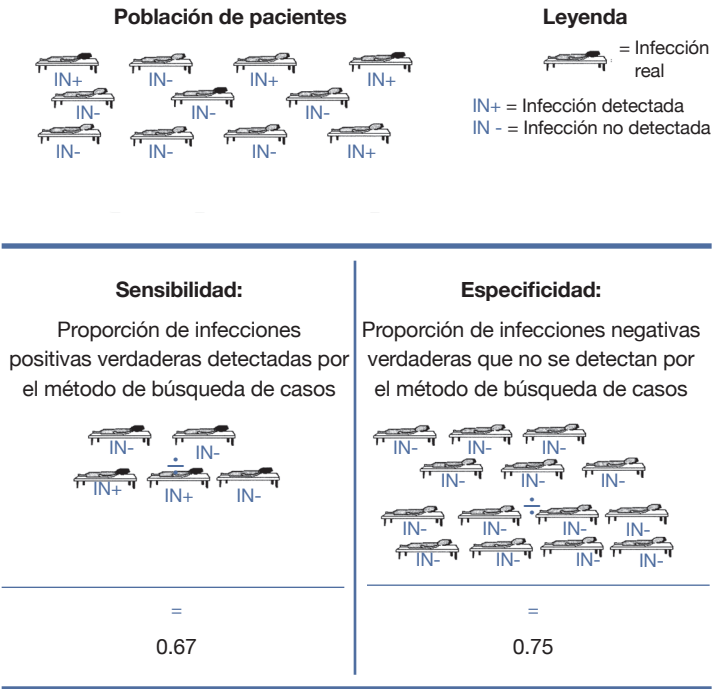 Población de pacientes
Leyenda
= Infección
real
IN+ IN- IN+ IN+
IN- IN- IN-
IN- IN- IN- IN+
IN+ = Infección detectada
IN - = Infección no detectada
Sensibilidad:
Proporción de infecciones
positivas verdaderas detectadas por
el método de búsqueda de casos
IN- IN-
÷
IN+ IN+ IN-
=
0.67
Especificidad:
Proporción de infecciones negativas
verdaderas que no se detectan por
el método de búsqueda de casos
IN- IN- IN-
IN- IN- IN-
÷
IN- IN- IN- IN-
IN- IN- IN- IN-
=
0.75